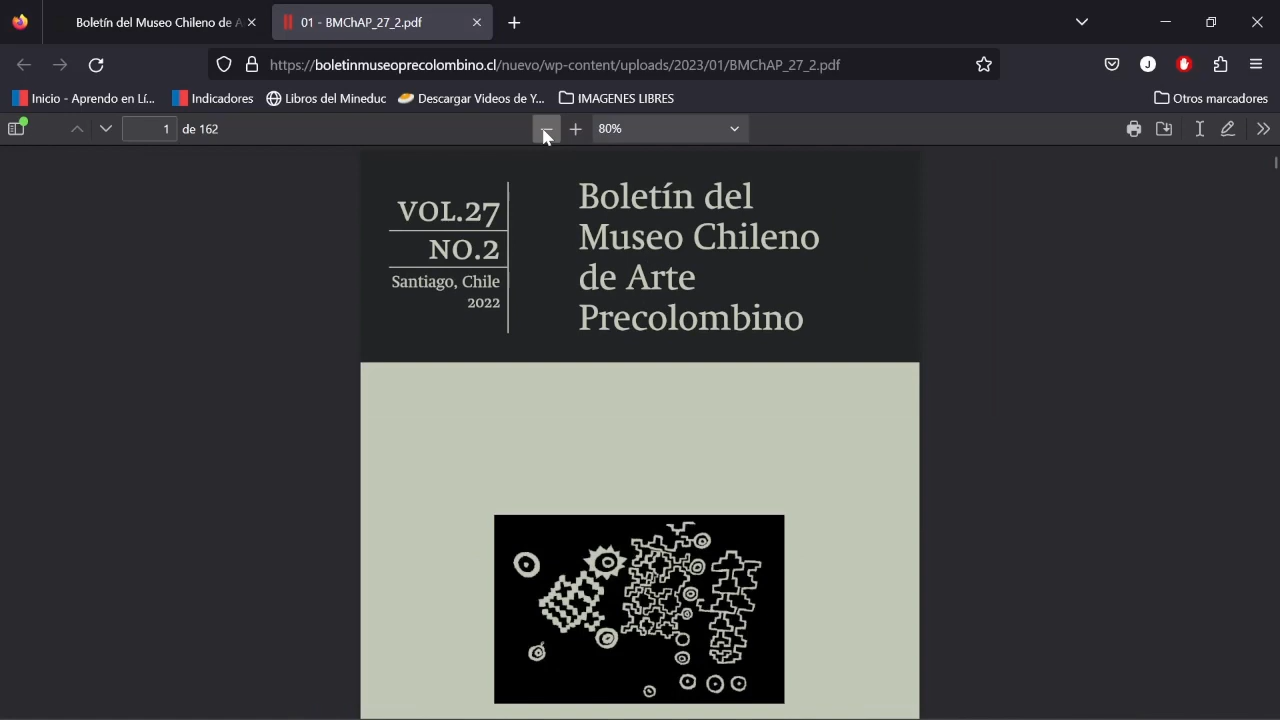 Boletín del Museo Chileno de A
01 - BMChAP_27_2.pdf
https://boletinmuseoprecolombino.cl/nuevo/wp-content/uploads/2023/01/BMChAP_27_2.pdf
J
Inicio - Aprendo en Lí...
Indicadores
Libros del Mineduc
Descargar Videos de Y...
IMAGENES LIBRES
Otros marcadores
1 de 162
80%
VOL.27
NO.2
Santiago, Chile
2022
Boletín del
Museo Chileno
de Arte
Precolombino